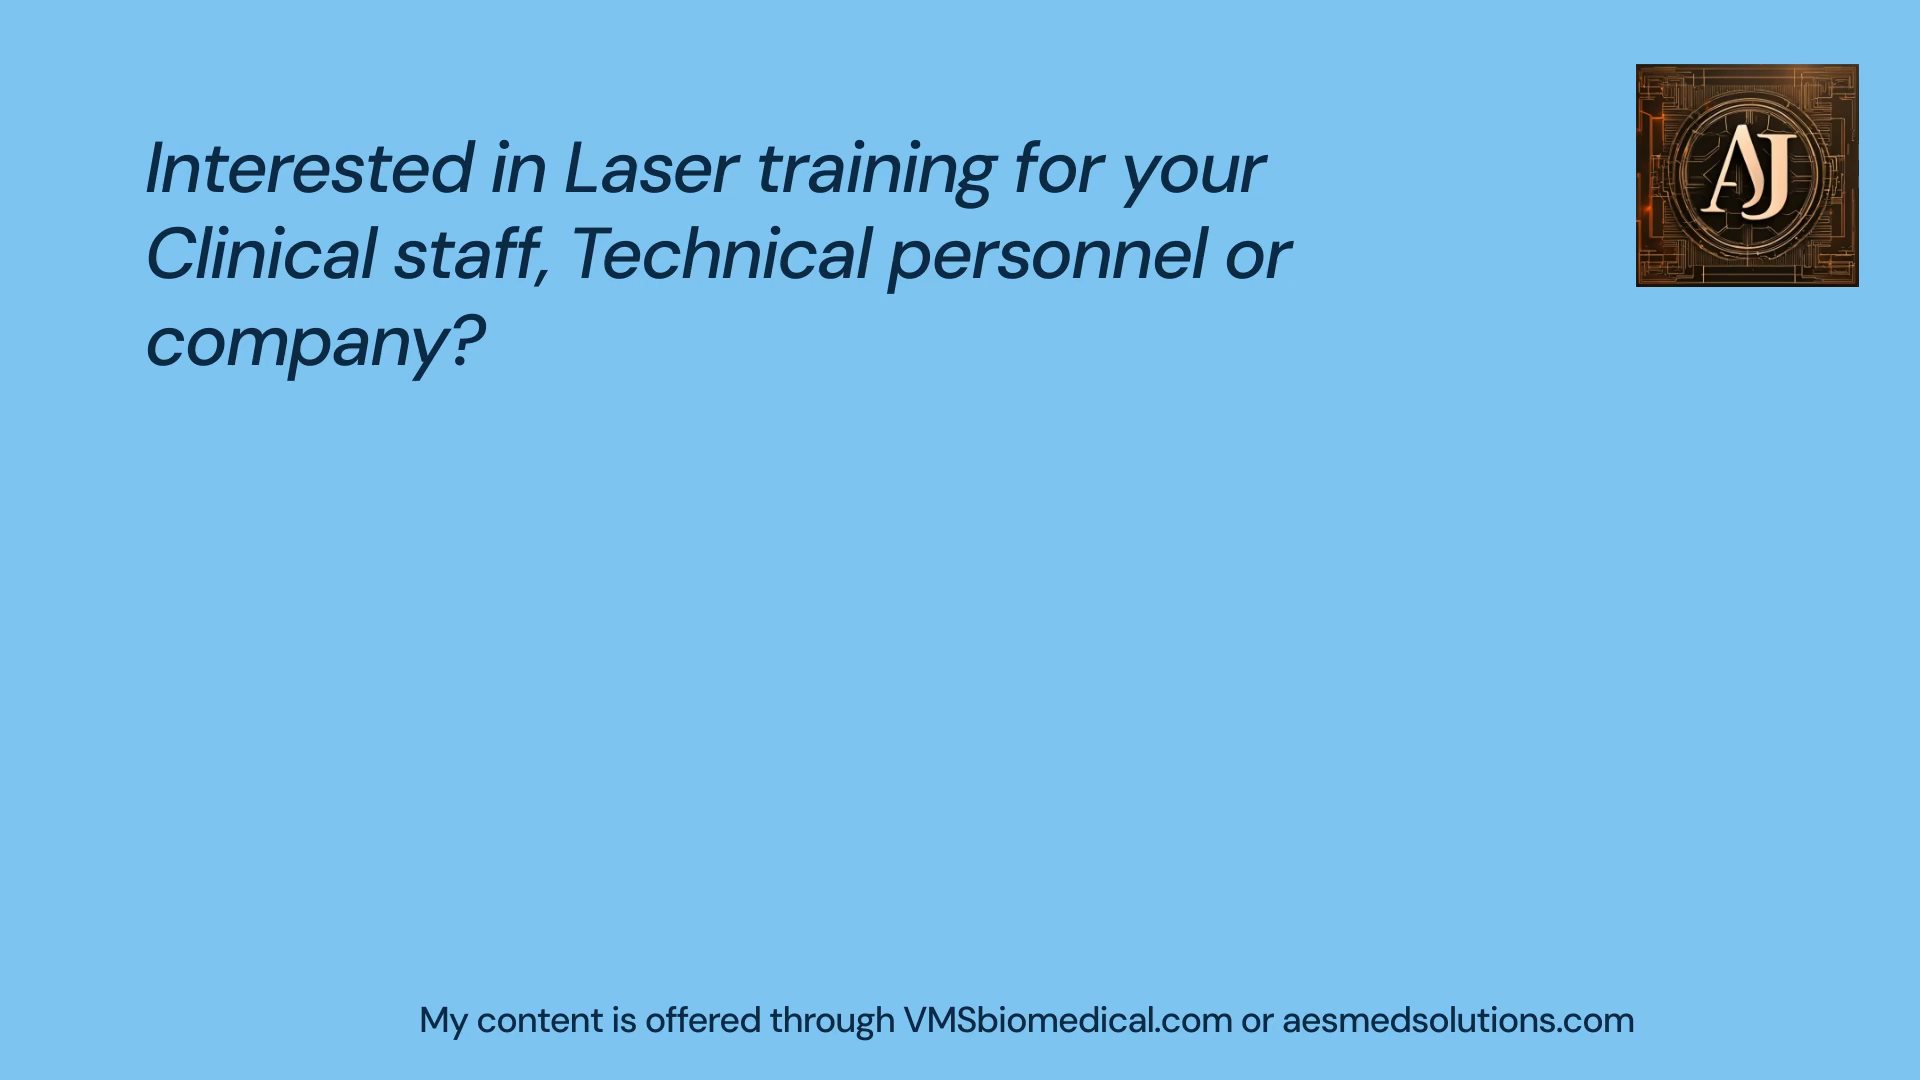 Interested in Laser training for your
Clinical staff, Technical personnel or
company?
AJ
My content is offered through VMSbiomedical.com or aesmedsolutions.com